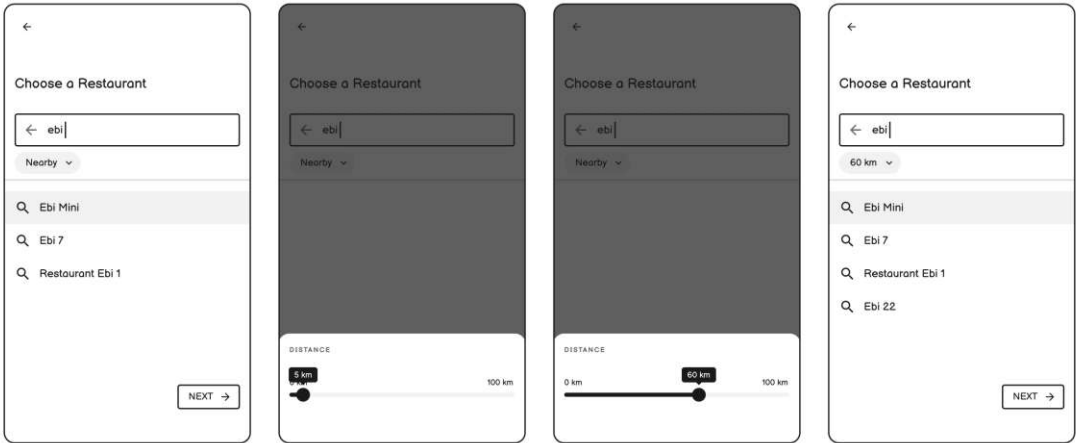 ←
Choose a Restaurant
← ebi
Nearby
Ebi Mini
Ebi 7
Restaurant Ebi 1
NEXT →
←
Choose a Restaurant
← ebi
Nearby
DISTANCE
5 km
100 km
←
Choose a Restaurant
← ebi
Nearby
DISTANCE
60 km
0 km 100 km
←
Choose a Restaurant
← ebi
60 km
Ebi Mini
Ebi 7
Restaurant Ebi 1
Ebi 22
NEXT →